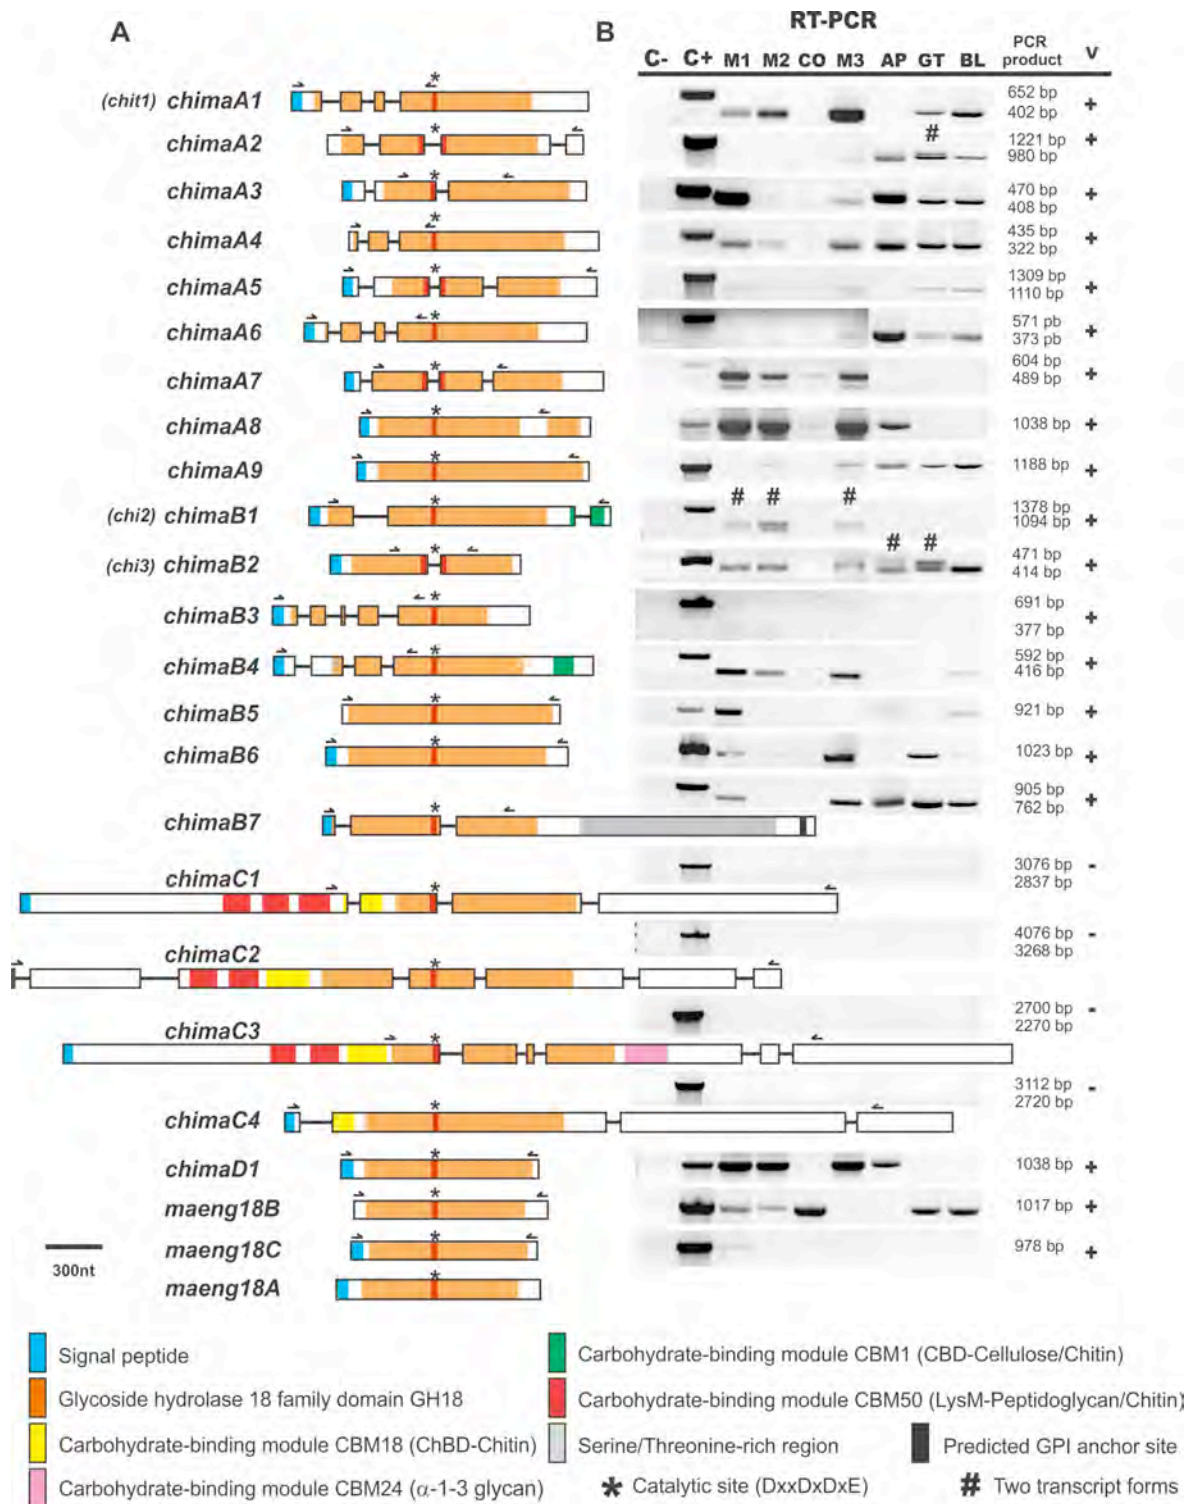 A
B
RT-PCR
C- C+ M1 M2 CO M3 AP GT BL PCR product V
(chit1) chimaA1 * 652 bp 402 bp +
chimaA2 * # 1221 bp 980 bp +
chimaA3 * 470 bp 408 bp +
chimaA4 * 435 bp 322 bp +
chimaA5 * 1309 bp 1110 bp +
chimaA6 * 571 pb 373 pb +
chimaA7 * 604 bp 489 bp +
chimaA8 * 1038 bp +
chimaA9 * 1188 bp +
(chi2) chimaB1 * # # # 1378 bp 1094 bp +
(chi3) chimaB2 * # # 471 bp 414 bp +
chimaB3 * 691 bp 377 bp +
chimaB4 * 592 bp 416 bp +
chimaB5 * 921 bp +
chimaB6 * 1023 bp +
chimaB7 * 905 bp 762 bp +
chimaC1 * 3076 bp 2837 bp -
chimaC2 * 4076 bp 3268 bp -
chimaC3 * 2700 bp 2270 bp -
chimaC4 * 3112 bp 2720 bp -
chimaD1 * 1038 bp +
maeng18B * 1017 bp +
maeng18C * 978 bp +
maeng18A *
300nt
Signal peptide
Glycoside hydrolase 18 family domain GH18
Carbohydrate-binding module CBM18 (ChBD-Chitin)
Carbohydrate-binding module CBM24 (α-1-3 glycan)
Carbohydrate-binding module CBM1 (CBD-Cellulose/Chitin)
Carbohydrate-binding module CBM50 (LysM-Peptidoglycan/Chitin)
Serine/Threonine-rich region
Predicted GPI anchor site
* Catalytic site (DxxDxDxE)
# Two transcript forms